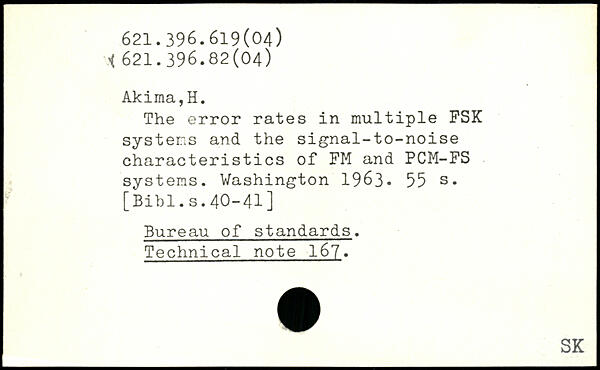 621.396.619(04)
621.396.82(04)
Akima,H.
The error rates in multiple FSK
systems and the signal-to-noise
characteristics of FM and PCM-FS
systems. Washington 1963. 55 s.
[Bibl.s.40-41]
Bureau of standards.
Technical note 167.
SK